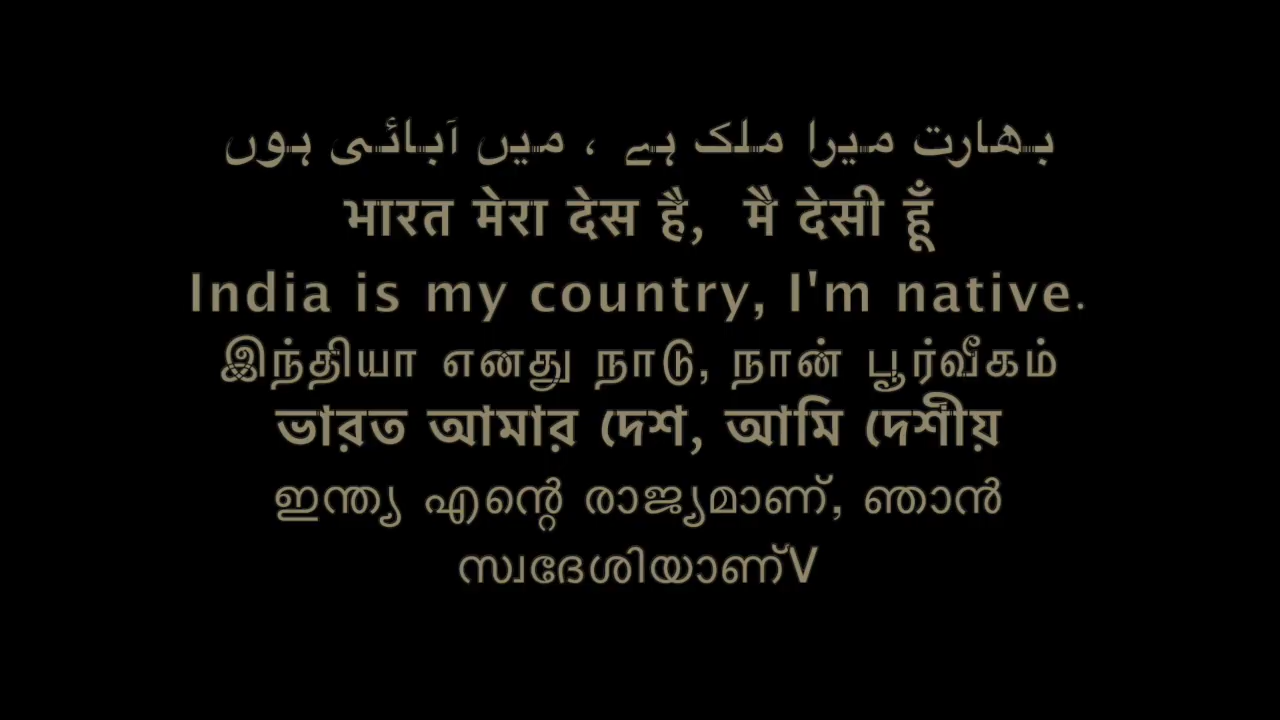 بھارت میرا ملک ہے ، میں آبائی ہوں
भारत मेरा देस है, मै देसी हूँ
India is my country, I'm native.
இந்தியா எனது நாடு, நான் பூர்வீகம்
ভারত আমার দেশ, আমি দেশীয়
ഇന്ത്യ എന്റെ രാജ്യമാണ്, ഞാൻ
സ്വദേശിയാണ്V